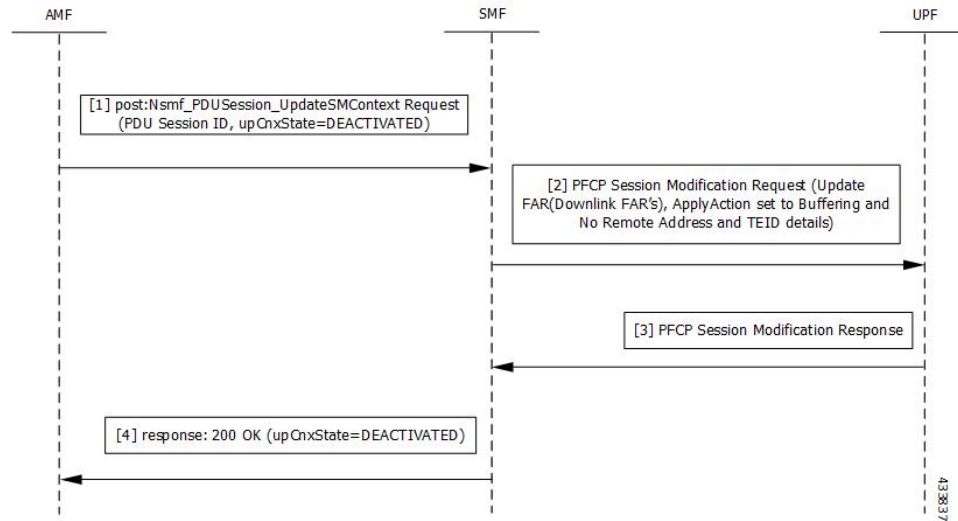 AMF
SMF
UPF
[1] post:Nsmf_PDUSession_UpdateSMContext Request
(PDU Session ID, upCnxState=DEACTIVATED)
[2] PFCP Session Modification Request (Update
FAR(Downlink FAR's), ApplyAction set to Buffering and
No Remote Address and TEID details)
[3] PFCP Session Modification Response
[4] response: 200 OK (upCnxState=DEACTIVATED)
433837